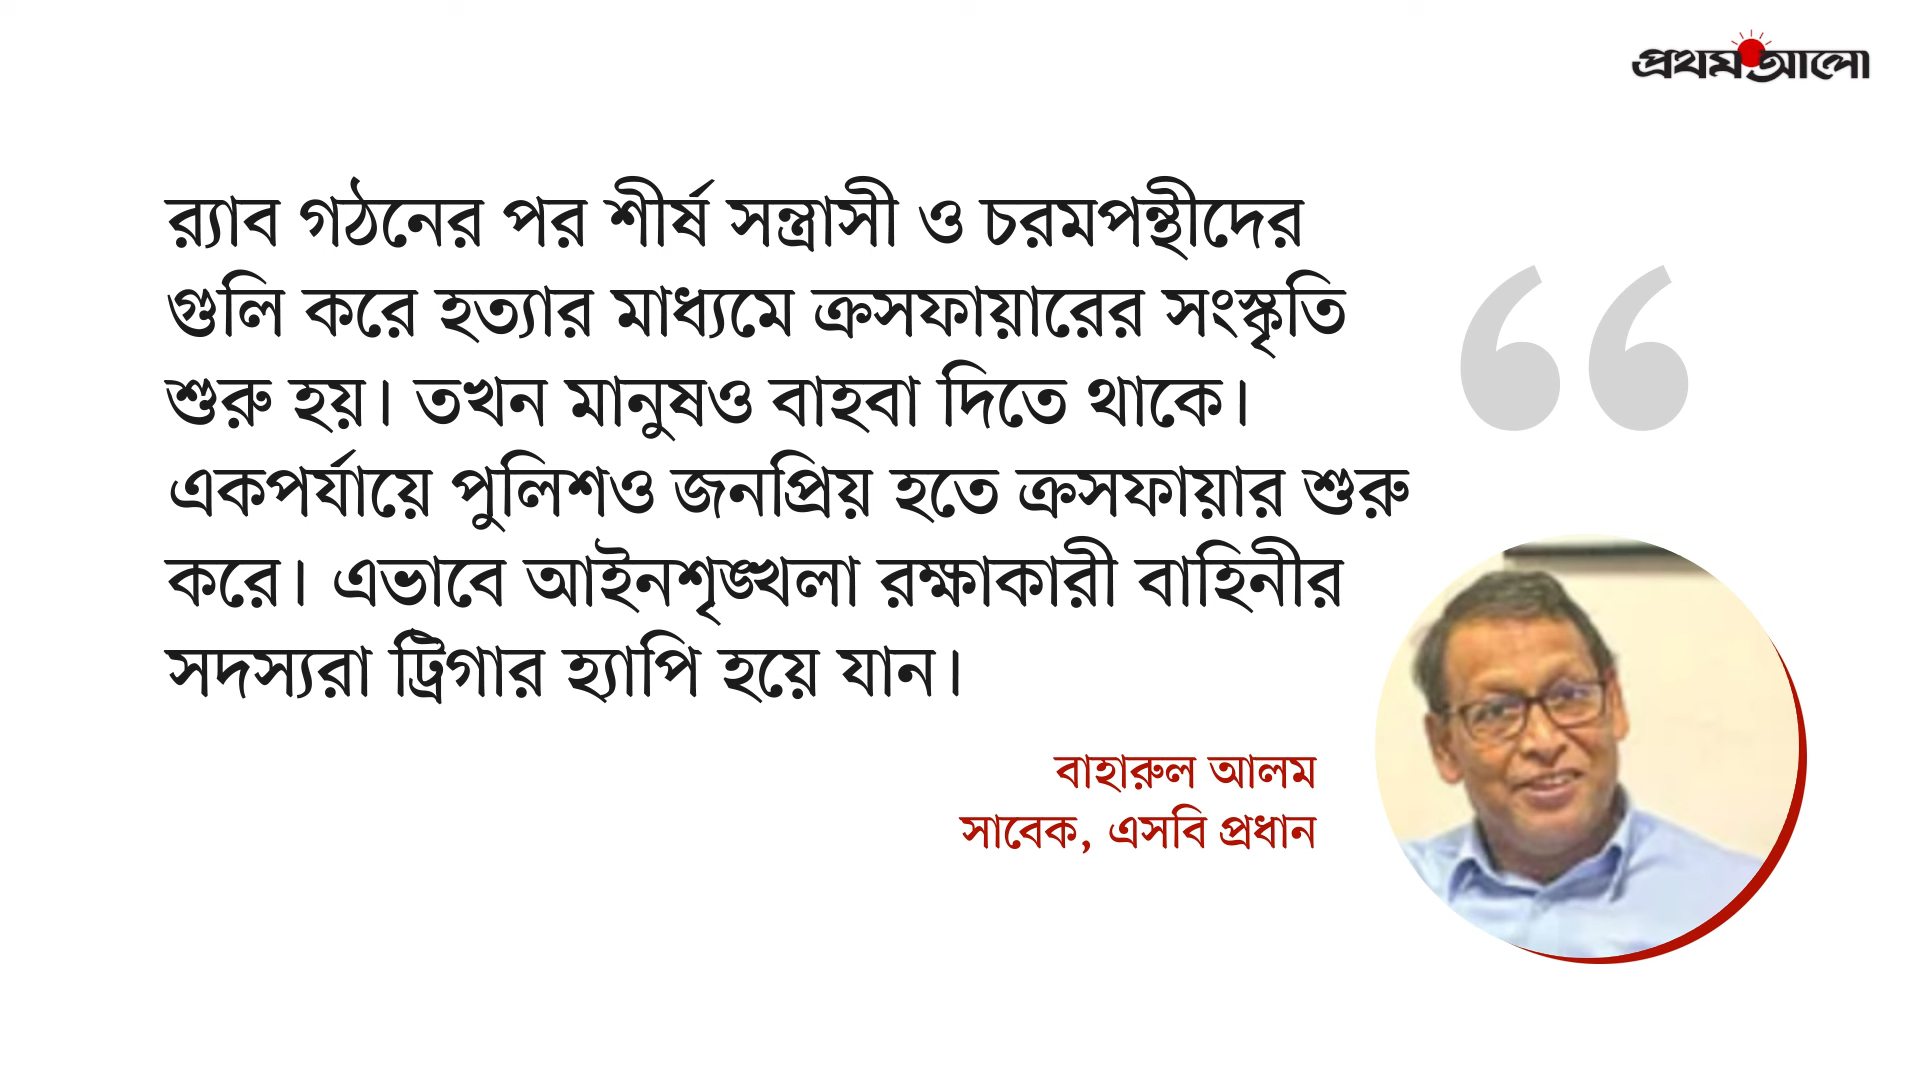 প্রথম আলো
র‍্যাব গঠনের পর শীর্ষ সন্ত্রাসী ও চরমপন্থীদের
গুলি করে হত্যার মাধ্যমে ক্রসফায়ারের সংস্কৃতি
শুরু হয়। তখন মানুষও বাহবা দিতে থাকে।
একপর্যায়ে পুলিশও জনপ্রিয় হতে ক্রসফায়ার শুরু
করে। এভাবে আইনশৃঙ্খলা রক্ষাকারী বাহিনীর
সদস্যরা ট্রিগার হ্যাপি হয়ে যান।
বাহারুল আলম
সাবেক, এসবি প্রধান